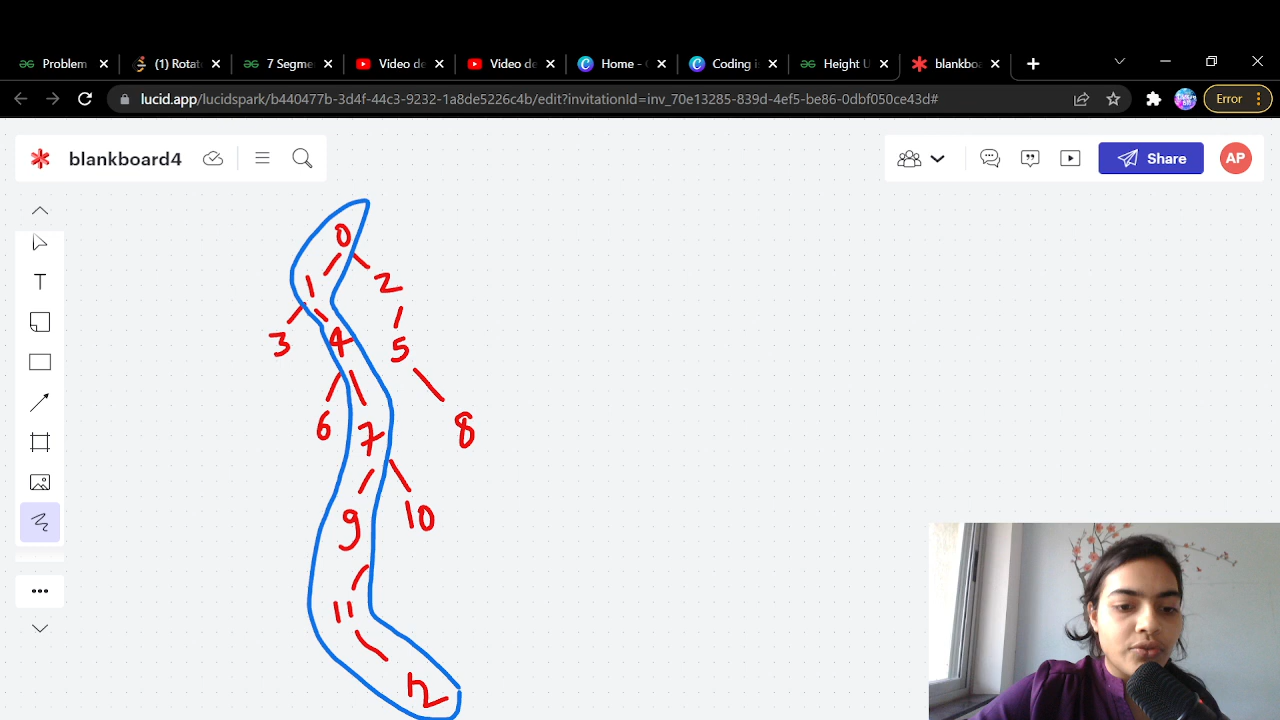 Problem
(1) Rotat
7 Segme
Video de
Video de
Home -
Coding i
Height U
blankboa
lucid.app/lucidspark/b440477b-3d4f-44c3-9232-1a8de5226c4b/edit?invitationId=inv_70e13285-839d-4ef5-be86-0dbf050ce43d#
Error
blankboard4
Share
AP
T
0
1 2
3 4 5
6 7 8
9 10
11
12